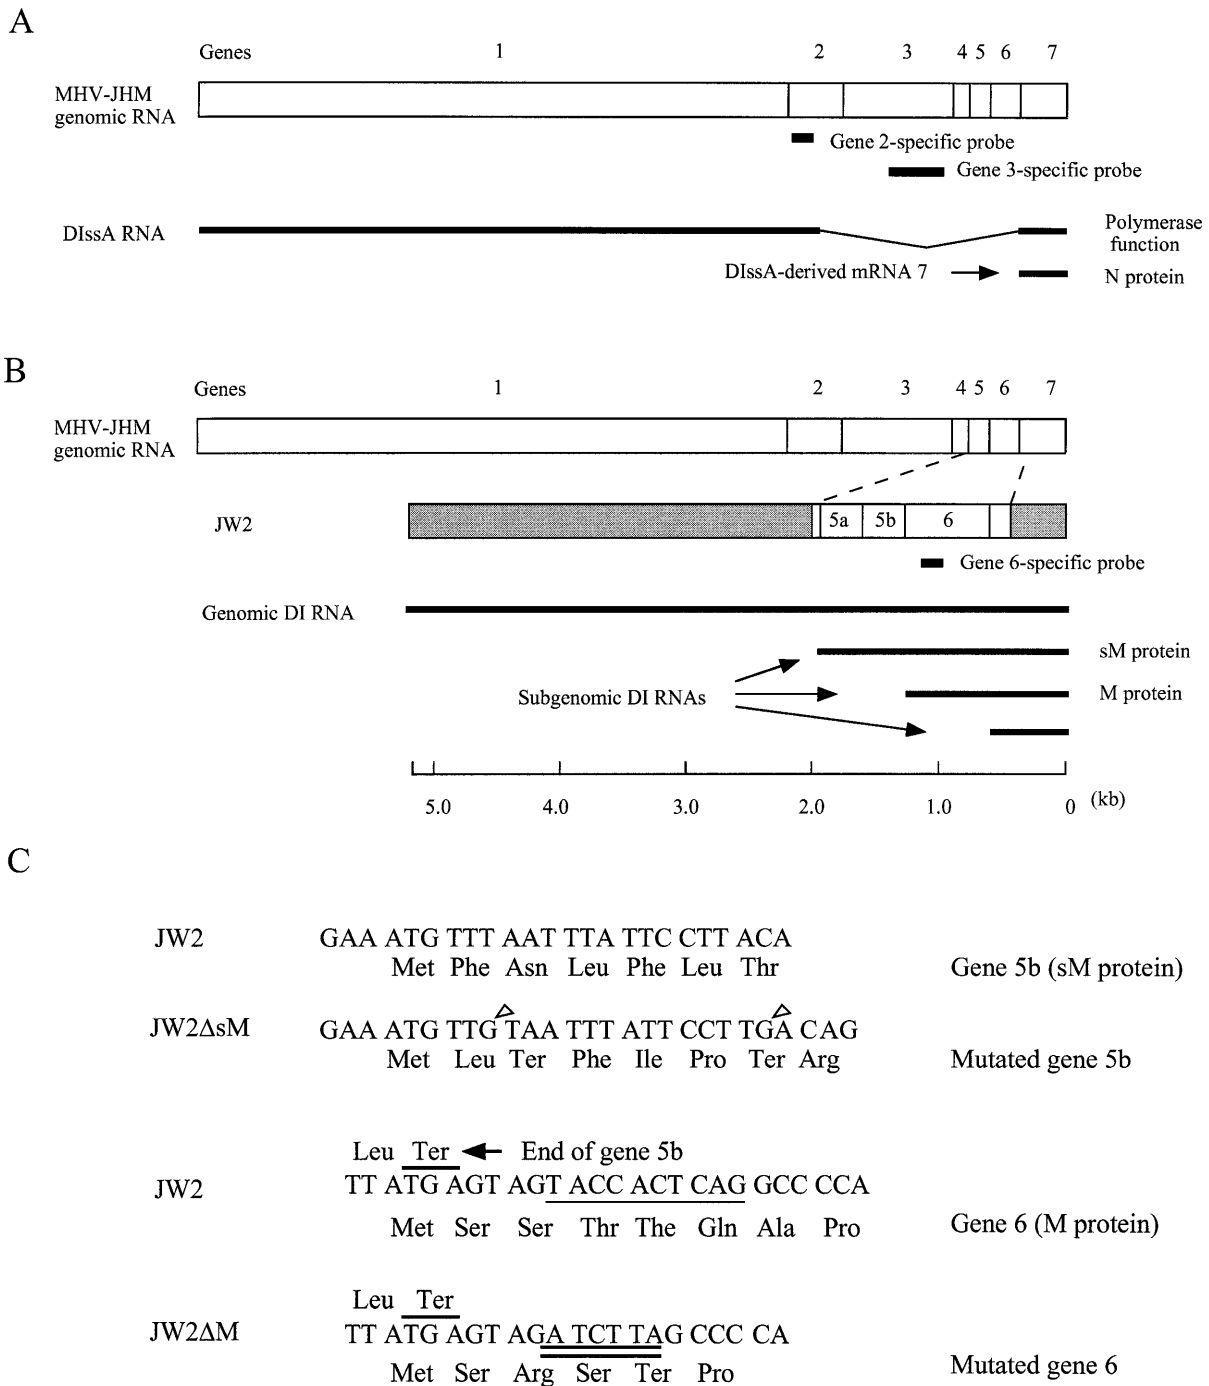 A
Genes 1 2 3 4 5 6 7
MHV-JHM
genomic RNA
Gene 2-specific probe
Gene 3-specific probe
DIssA RNA
Polymerase
function
DIssA-derived mRNA 7
N protein
B
Genes 1 2 3 4 5 6 7
MHV-JHM
genomic RNA
JW2 5a 5b 6
Gene 6-specific probe
Genomic DI RNA
sM protein
Subgenomic DI RNAs
M protein
5.0 4.0 3.0 2.0 1.0 0 (kb)
C
JW2 GAA ATG TTT AAT TTA TTC CTT ACA
Met Phe Asn Leu Phe Leu Thr Gene 5b (sM protein)
JW2ΔsM GAA ATG TTG TAA TTT ATT CCT TGA CAG
Met Leu Ter Phe Ile Pro Ter Arg Mutated gene 5b
Leu Ter End of gene 5b
JW2 TT ATG AGT AGT ACC ACT CAG GCC CCA
Met Ser Ser Thr The Gln Ala Pro Gene 6 (M protein)
Leu Ter
JW2ΔM TT ATG AGT AGA TCT TAG CCC CA
Met Ser Arg Ser Ter Pro Mutated gene 6